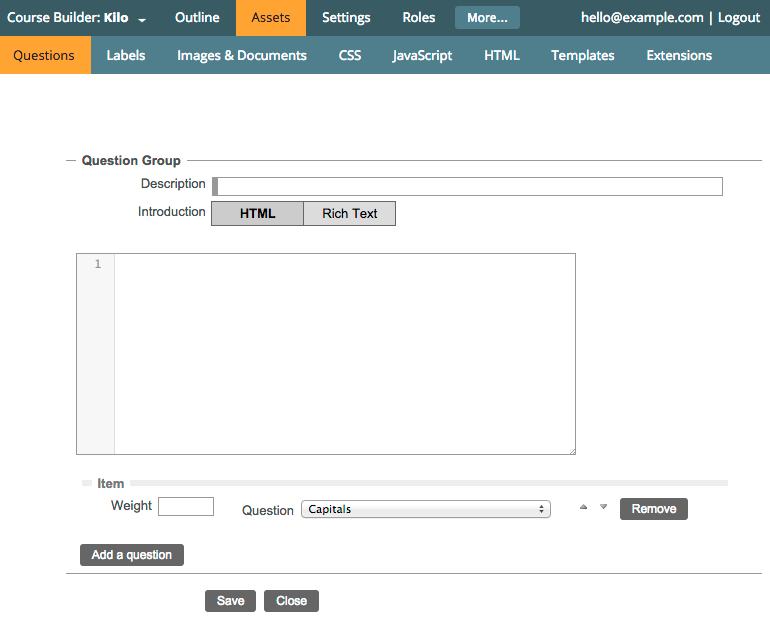 Course Builder: Kilo Outline Assets Settings Roles More... hello@example.com | Logout
Questions Labels Images & Documents CSS JavaScript HTML Templates Extensions
Question Group
Description
Introduction HTML Rich Text
1
Item
Weight Question Capitals Remove
Add a question
Save Close